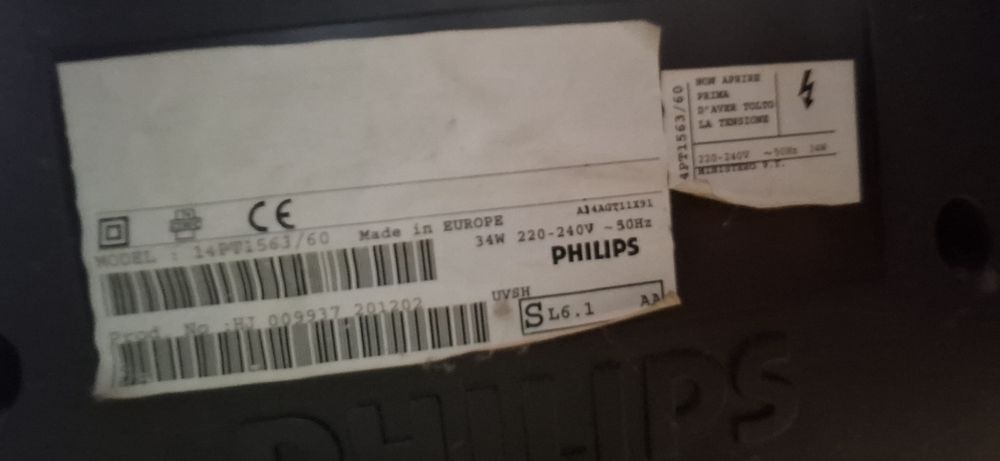 CE
A14AGT11X91
MODEL : 14PT1563/60 Made in EUROPE 34W 220-240V ~50Hz
PHILIPS
Prod. No :HJ 009937 201202
UVSH
S L6.1 AA
4PT1563/60
NON APRIRE
PRIMA
D'AVER TOLTO
LA TENSIONE
220-240V ~50Hz 34W
MINISTERO
PHILIPS